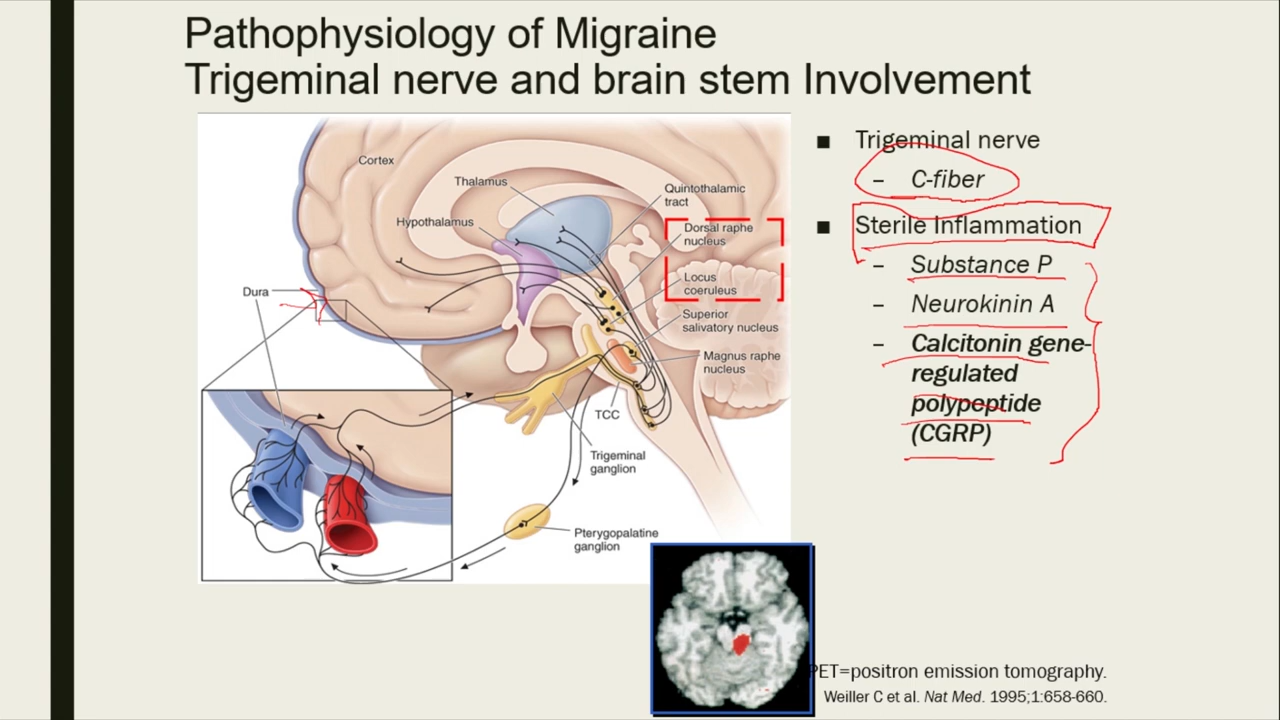 Pathophysiology of Migraine
Trigeminal nerve and brain stem Involvement
Cortex
Thalamus
Hypothalamus
Quintothalamic
tract
Dorsal raphe
nucleus
Locus
coeruleus
Superior
salivatory nucleus
Magnus raphe
nucleus
Dura
TCC
Trigeminal
ganglion
Pterygopalatine
ganglion
■ Trigeminal nerve
– C-fiber
■ Sterile Inflammation
– Substance P
– Neurokinin A
– Calcitonin gene-
regulated
polypeptide
(CGRP)
PET=positron emission tomography.
Weiller C et al. Nat Med. 1995;1:658-660.